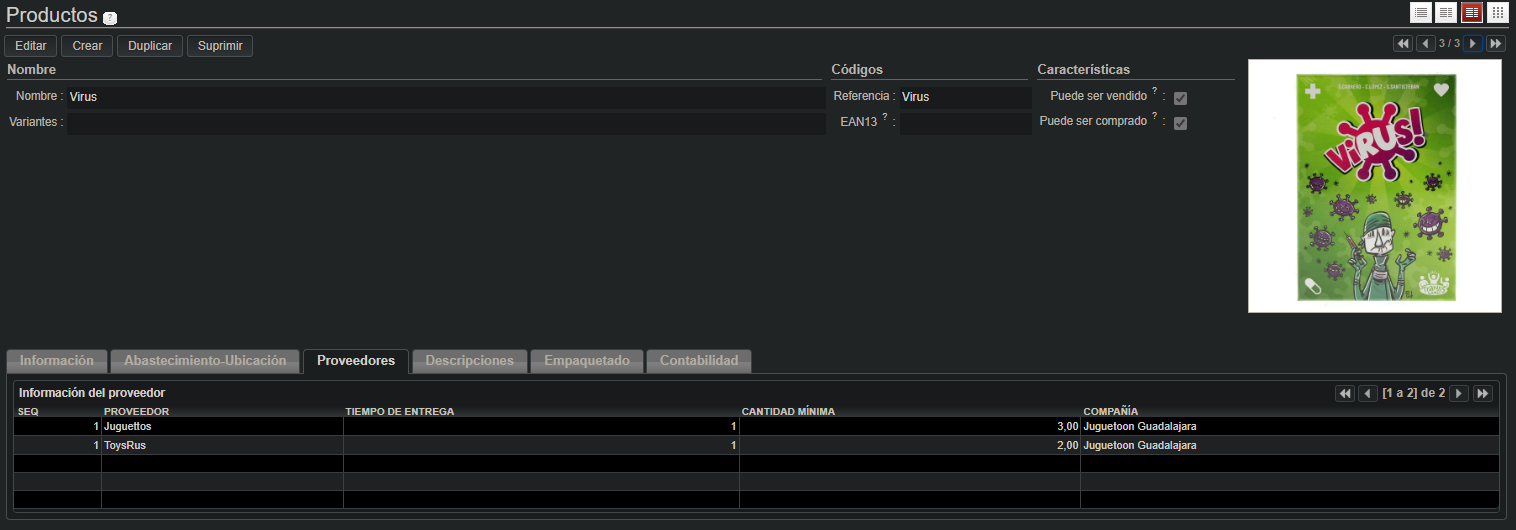 Productos ?
Editar Crear Duplicar Suprimir
3 / 3
Nombre
Códigos
Características
Nombre : Virus
Referencia : Virus
Puede ser vendido ? :
Variantes :
EAN13 ? :
Puede ser comprado ? :
ViRUS!
Información Abastecimiento-Ubicación Proveedores Descripciones Empaquetado Contabilidad
Información del proveedor
[1 a 2] de 2
SEQ PROVEEDOR TIEMPO DE ENTREGA CANTIDAD MÍNIMA COMPAÑÍA
1 Juguettos 1 3,00 Juguetoon Guadalajara
1 ToysRus 1 2,00 Juguetoon Guadalajara